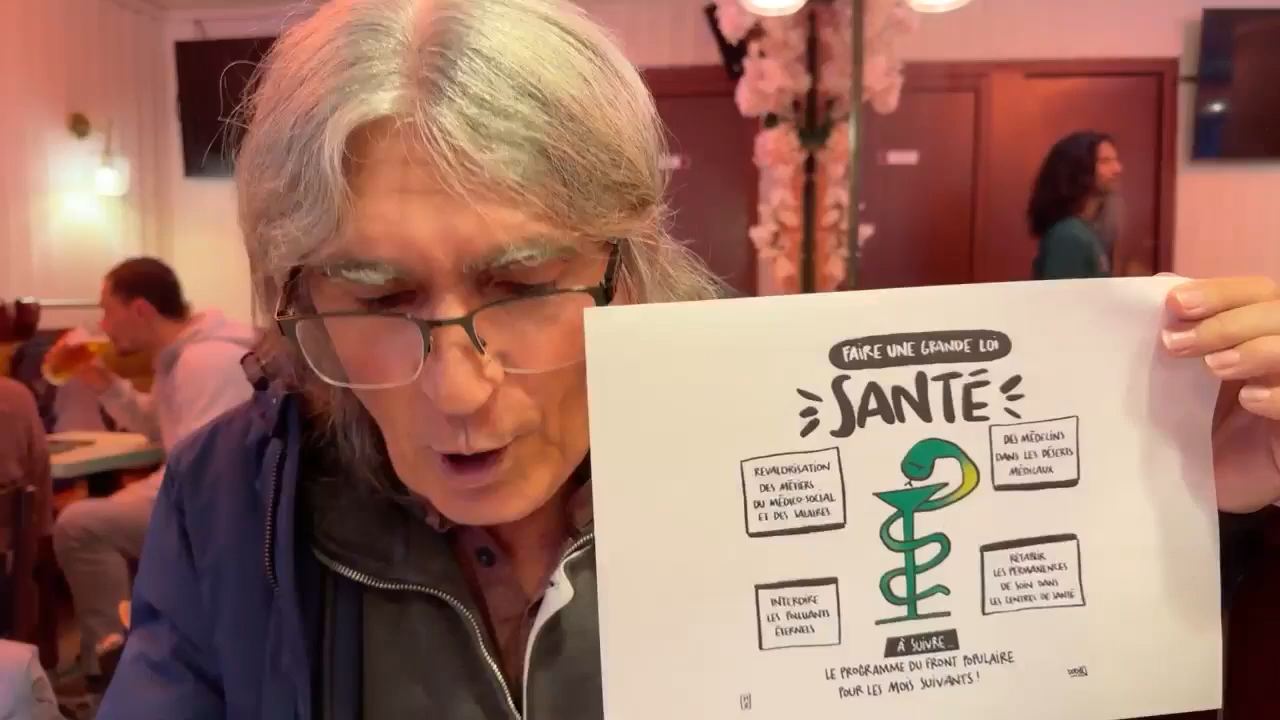 FAIRE UNE GRANDE LOI
SANTÉ
REVALORISATION
DES MÉTIERS
DU MÉDICO-SOCIAL
ET DES SALAIRES
DES MÉDECINS
DANS LES DÉSERTS
MÉDICAUX
INTERDIRE
LES POLLUANTS
ÉTERNELS
RÉTABLIR
LES PERMANENCES
DE SOIN DANS
LES CENTRES DE SANTÉ
À SUIVRE...
LE PROGRAMME DU FRONT POPULAIRE
POUR LES MOIS SUIVANTS !